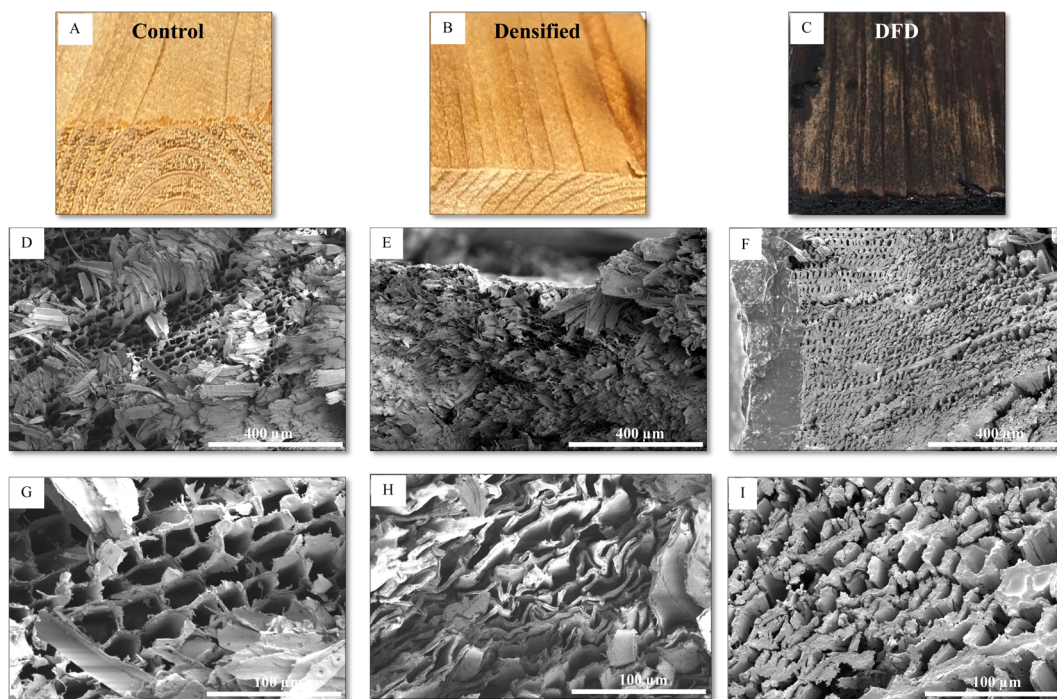 A
Control
B
Densified
C
DFD
D
400 μm
E
400 μm
F
400 μm
G
100 μm
H
100 μm
I
100 μm